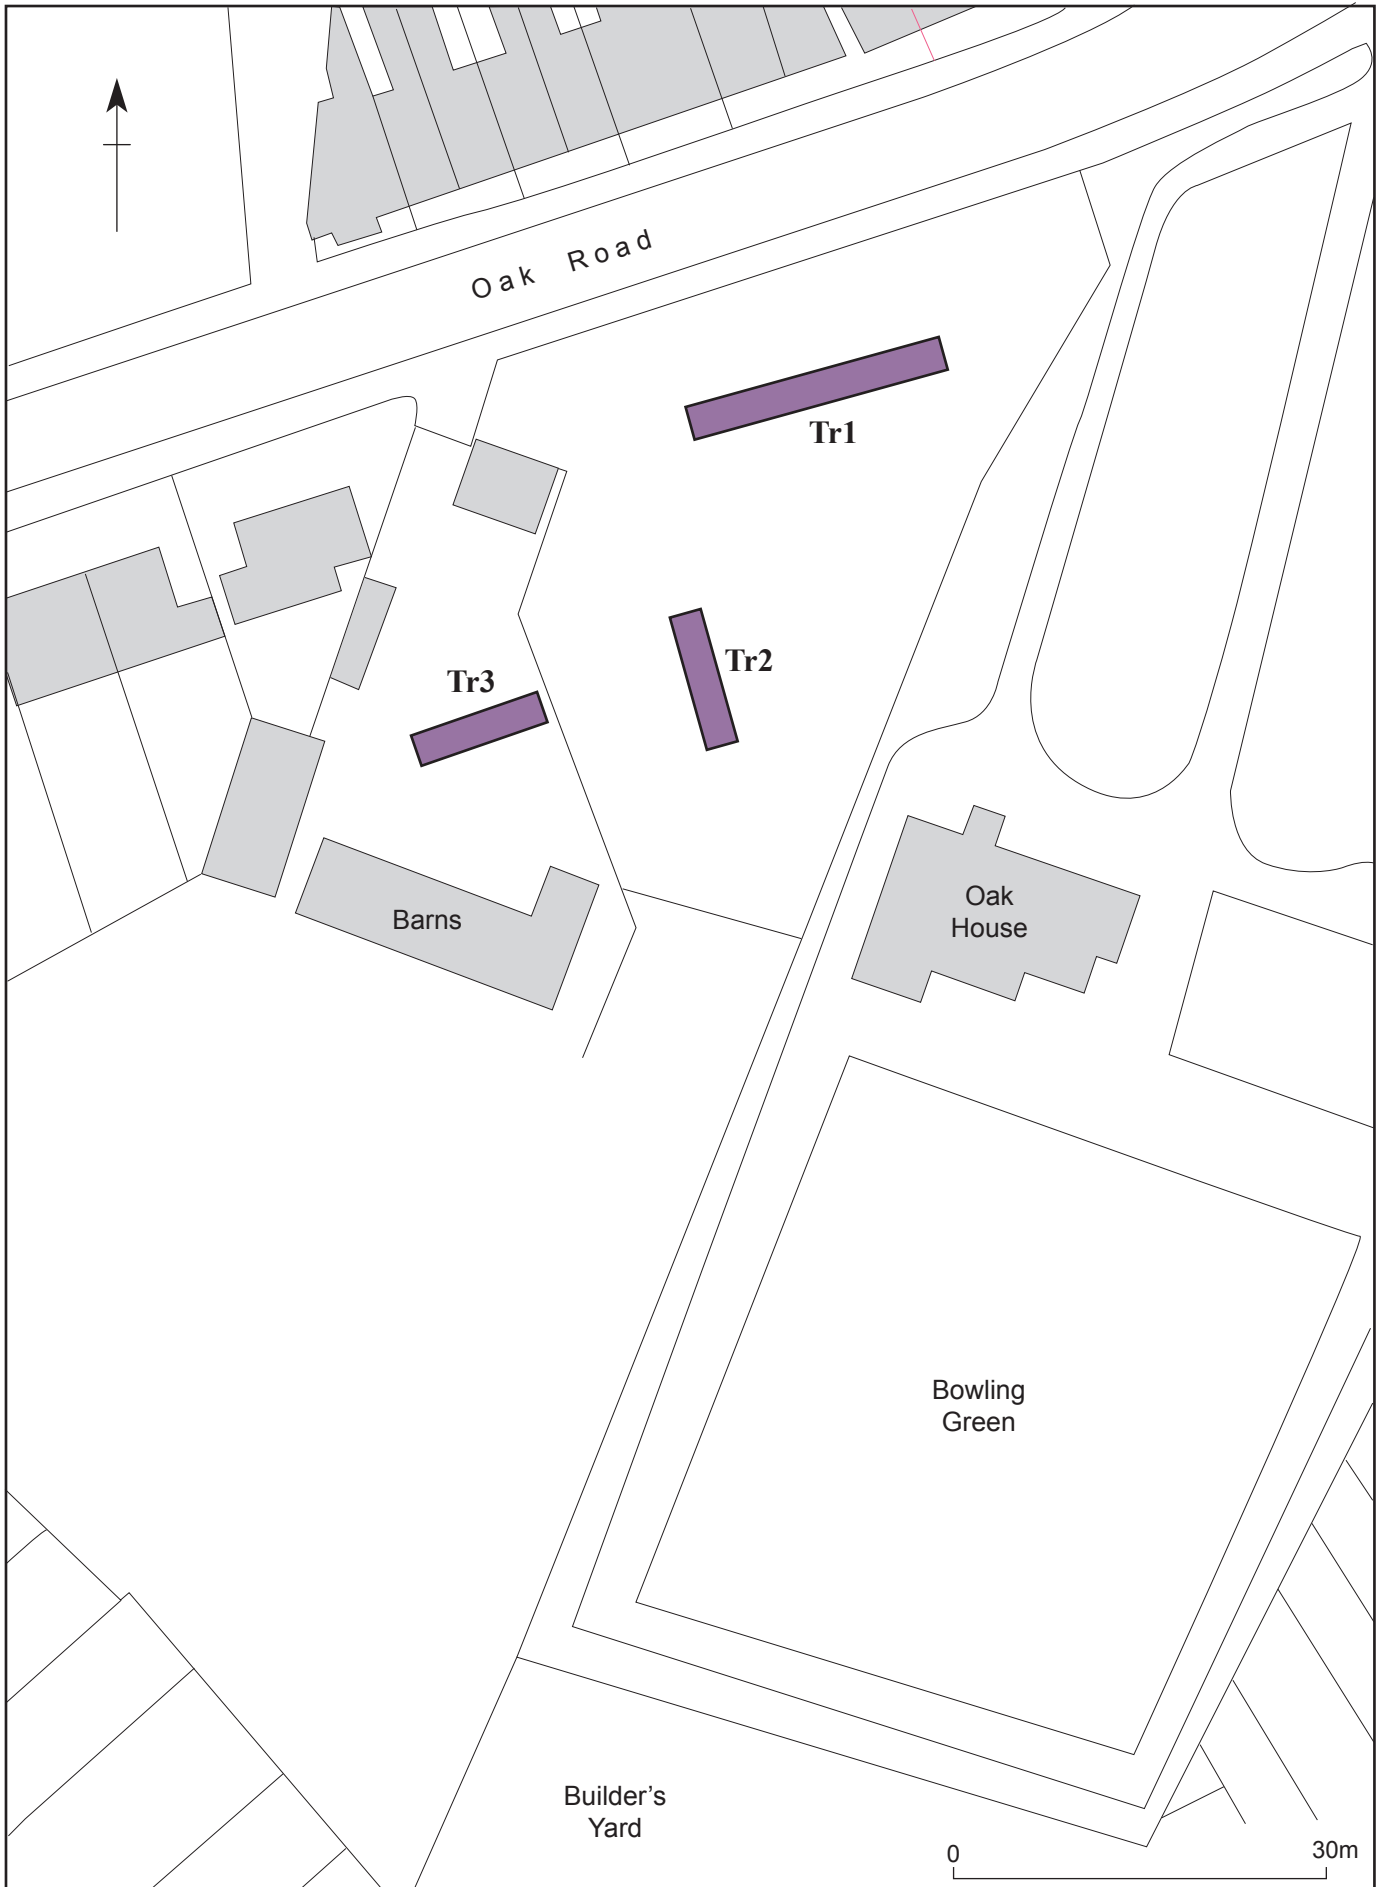 Oak Road
Tr1
Tr2
Tr3
Barns
Oak
House
Bowling
Green
Builder's
Yard
0 30m